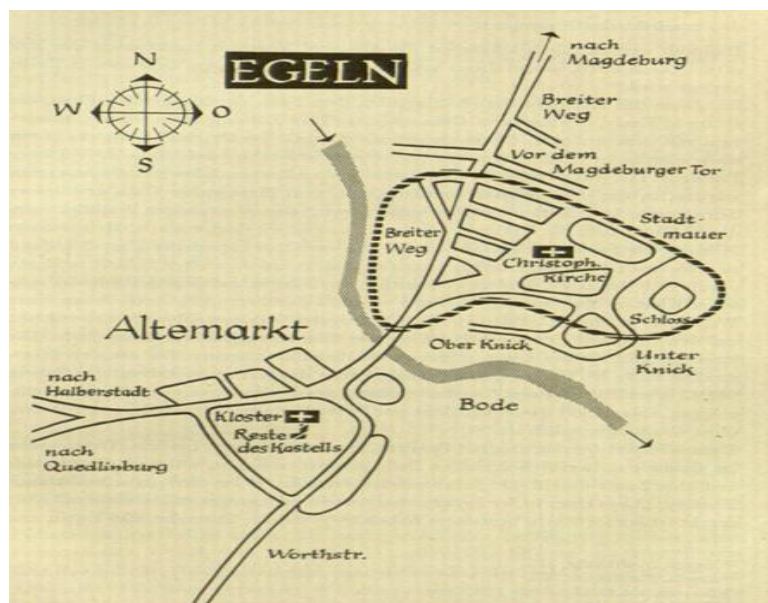 N
EGELN
W
O
S
nach
Magdeburg
Breiter
Weg
Vor dem
Magdeburger Tor
Stadt-
mauer
Breiter
Weg
Christoph.
Kirche
Schloss
Altemarkt
Ober Knick
Unter
Knick
nach
Halberstadt
Bode
Kloster
Reste
des Kastells
nach
Quedlinburg
Worthstr.